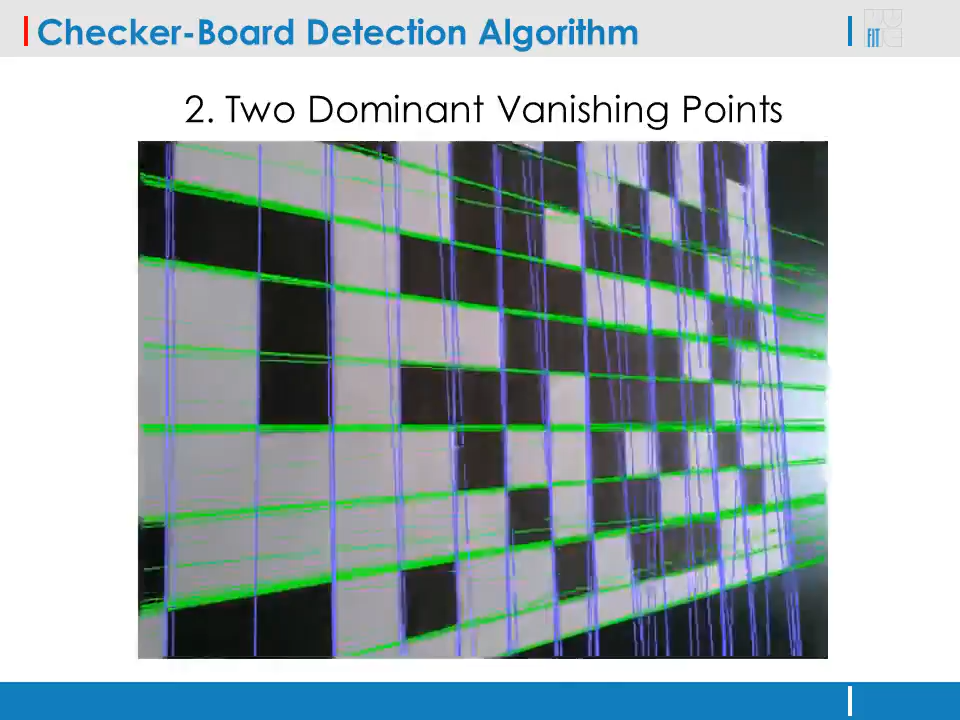 Checker-Board Detection Algorithm
FIT
2. Two Dominant Vanishing Points